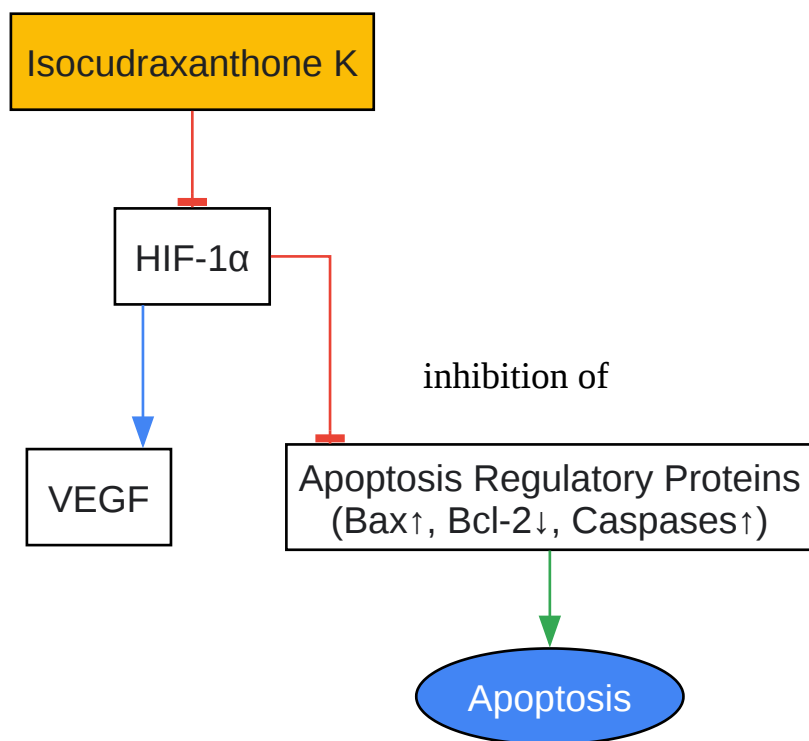 Isocudraxanthone K
HIF-1α
inhibition of
VEGF
Apoptosis Regulatory Proteins
(Bax↑, Bcl-2↓, Caspases↑)
Apoptosis